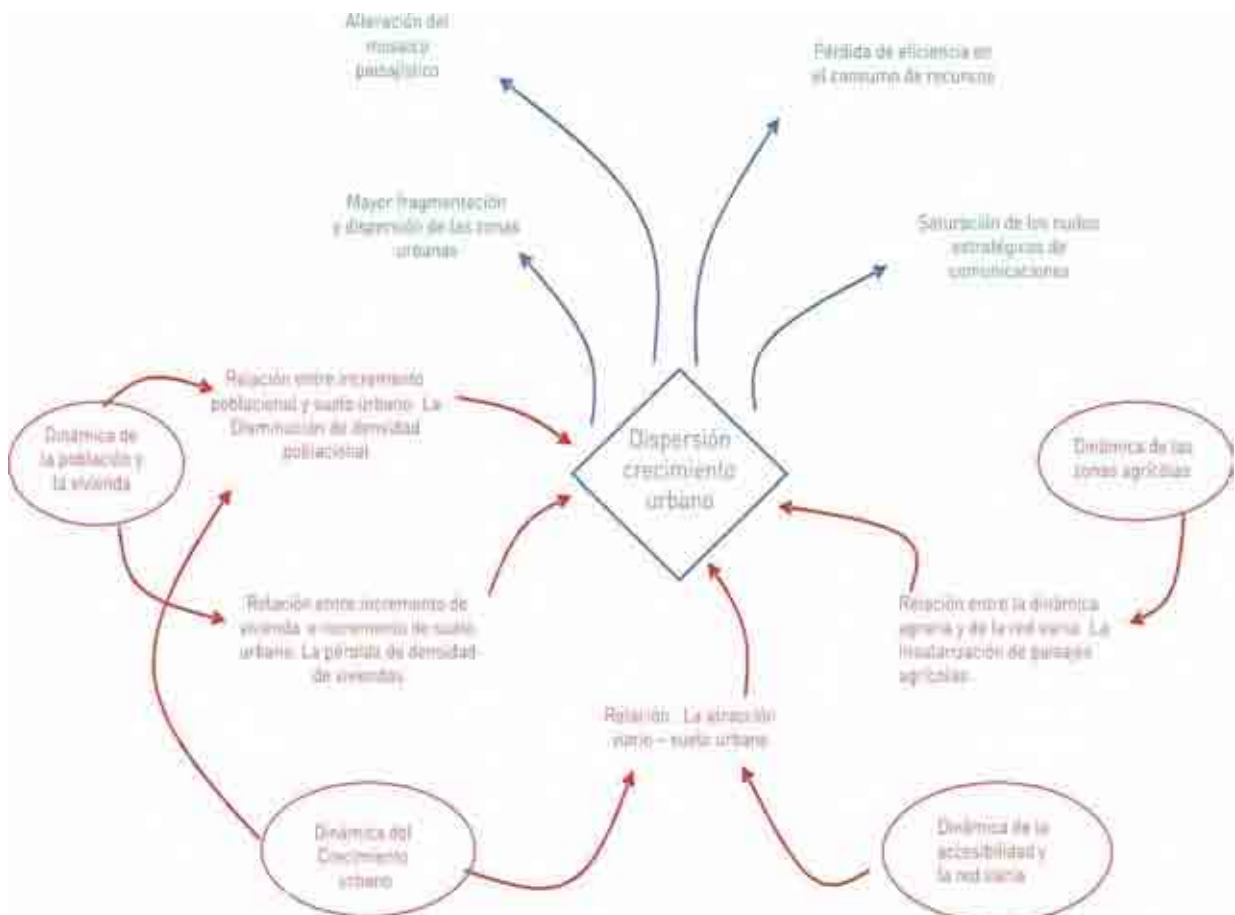 Alteración del
mosaico
paisajístico
Pérdida de eficiencia en
el consumo de recursos
Mayor fragmentación
y dispersión de las zonas
urbanas
Saturación de los nudos
estratégicos de
comunicaciones
Relación entre incremento
poblacional y suelo urbano. La
Disminución de densidad
poblacional
Dinámica de
la población y
la vivienda
Dispersión
crecimiento
urbano
Dinámica de las
zonas agrícolas
Relación entre incremento de
vivienda e incremento de suelo
urbano. La pérdida de densidad
de viviendas
Relación entre la dinámica
agraria y de la red varia. La
insularización de paisajes
agrícolas
Relación. La atracción
viario – suelo urbano
Dinámica del
Crecimiento
urbano
Dinámica de la
accesibilidad y
la red varia